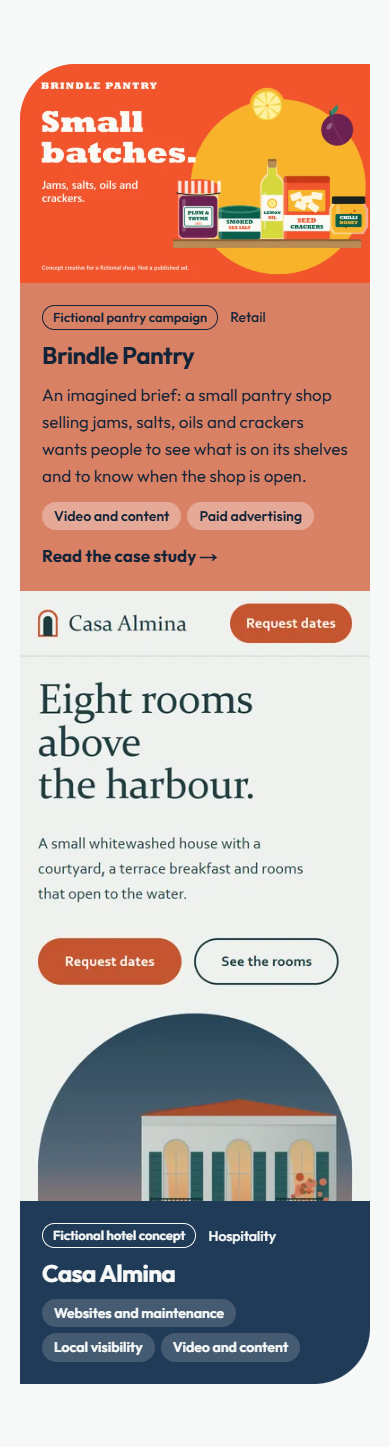 BRINDLE PANTRY
Small
batches.
Jams, salts, oils and
crackers.
PLUM &
THYME
SMOKED
SEA SALT
LEMON
OIL
SEED
CRACKERS
CHILLI
HONEY
Concept creative for a fictional shop. Not a published ad.
Fictional pantry campaign Retail
Brindle Pantry
An imagined brief: a small pantry shop
selling jams, salts, oils and crackers
wants people to see what is on its shelves
and to know when the shop is open.
Video and content Paid advertising
Read the case study →
Casa Almina Request dates
Eight rooms
above
the harbour.
A small whitewashed house with a
courtyard, a terrace breakfast and rooms
that open to the water.
Request dates See the rooms
Fictional hotel concept Hospitality
Casa Almina
Websites and maintenance
Local visibility Video and content